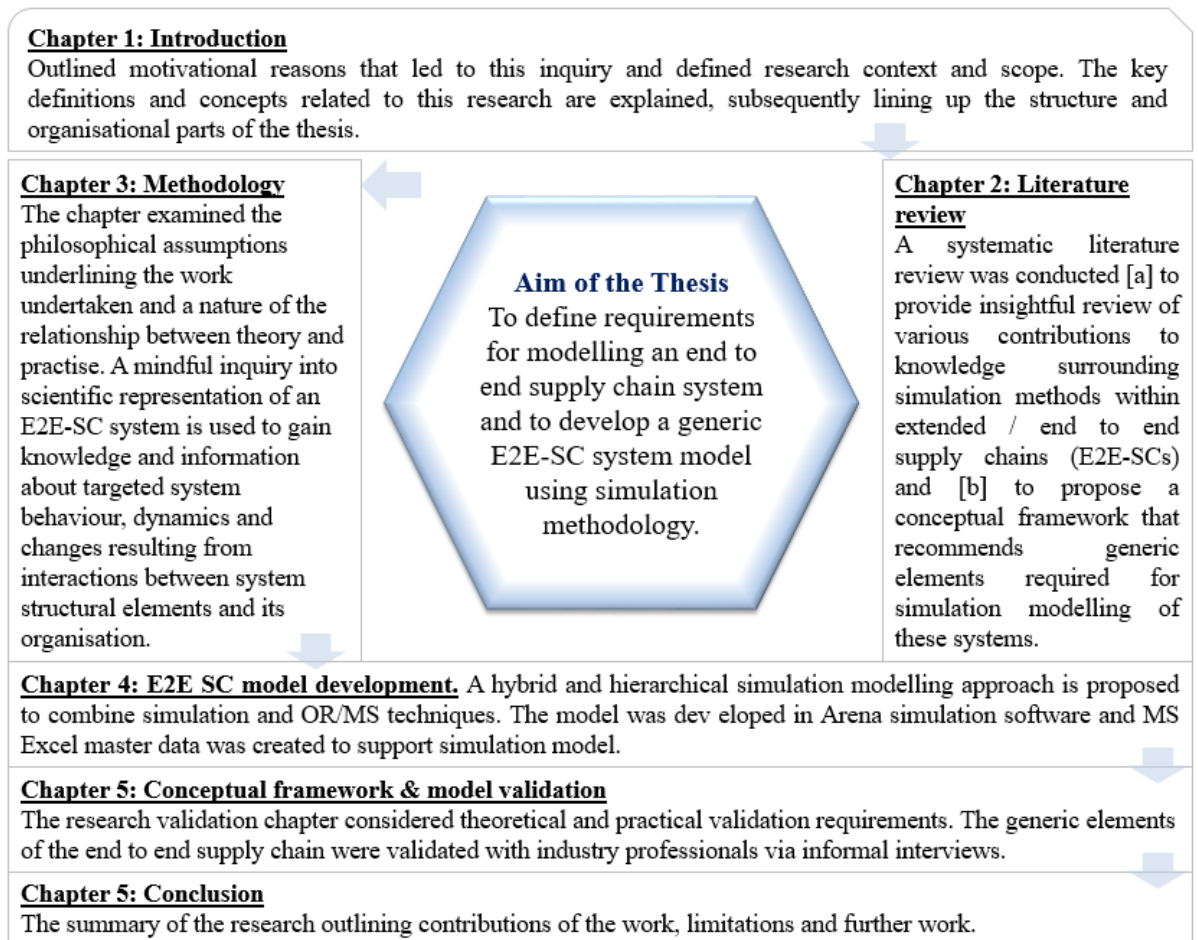 Chapter 1: Introduction
Outlined motivational reasons that led to this inquiry and defined research context and scope. The key
definitions and concepts related to this research are explained, subsequently lining up the structure and
organisational parts of the thesis.
Chapter 2: Literature
review
A systematic literature
review was conducted [a] to
provide insightful review of
various contributions to
knowledge surrounding
simulation methods within
extended / end to end
supply chains (E2E-SCs)
and [b] to propose a
conceptual framework that
recommends generic
elements required for
simulation modelling of
these systems.
Chapter 3: Methodology
The chapter examined the
philosophical assumptions
underlining the work
undertaken and a nature of the
relationship between theory and
practise. A mindful inquiry into
scientific representation of an
E2E-SC system is used to gain
knowledge and information
about targeted system
behaviour, dynamics and
changes resulting from
interactions between system
structural elements and its
organisation.
Aim of the Thesis
To define requirements
for modelling an end to
end supply chain system
and to develop a generic
E2E-SC system model
using simulation
methodology.
Chapter 4: E2E SC model development. A hybrid and hierarchical simulation modelling approach is proposed
to combine simulation and OR/MS techniques. The model was dev eloped in Arena simulation software and MS
Excel master data was created to support simulation model.
Chapter 5: Conceptual framework & model validation
The research validation chapter considered theoretical and practical validation requirements. The generic elements
of the end to end supply chain were validated with industry professionals via informal interviews.
Chapter 5: Conclusion
The summary of the research outlining contributions of the work, limitations and further work.